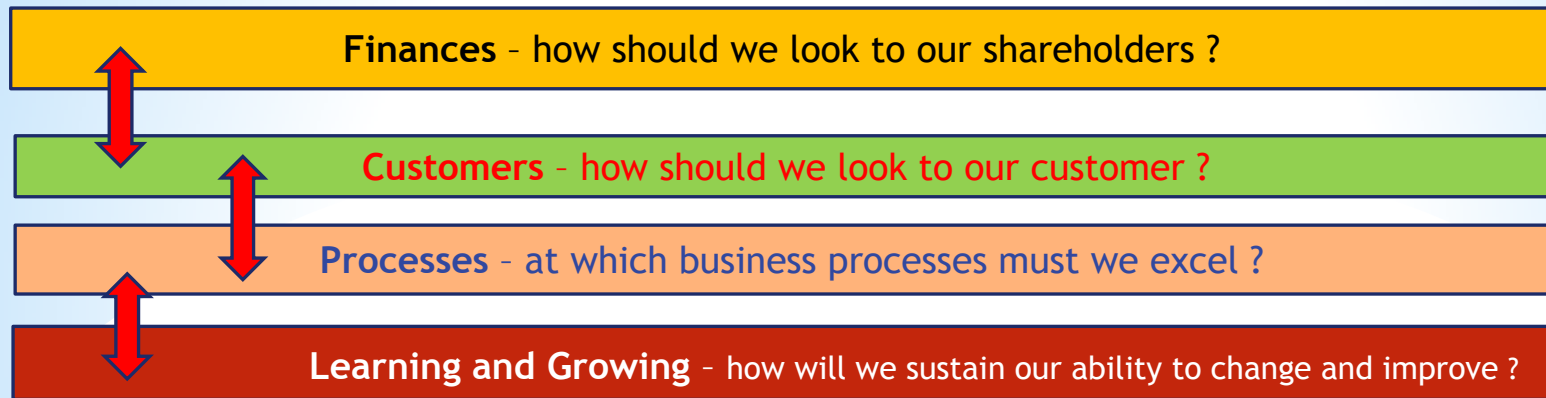 Finances – how should we look to our shareholders ?
Customers – how should we look to our customer ?
Processes – at which business processes must we excel ?
Learning and Growing – how will we sustain our ability to change and improve ?